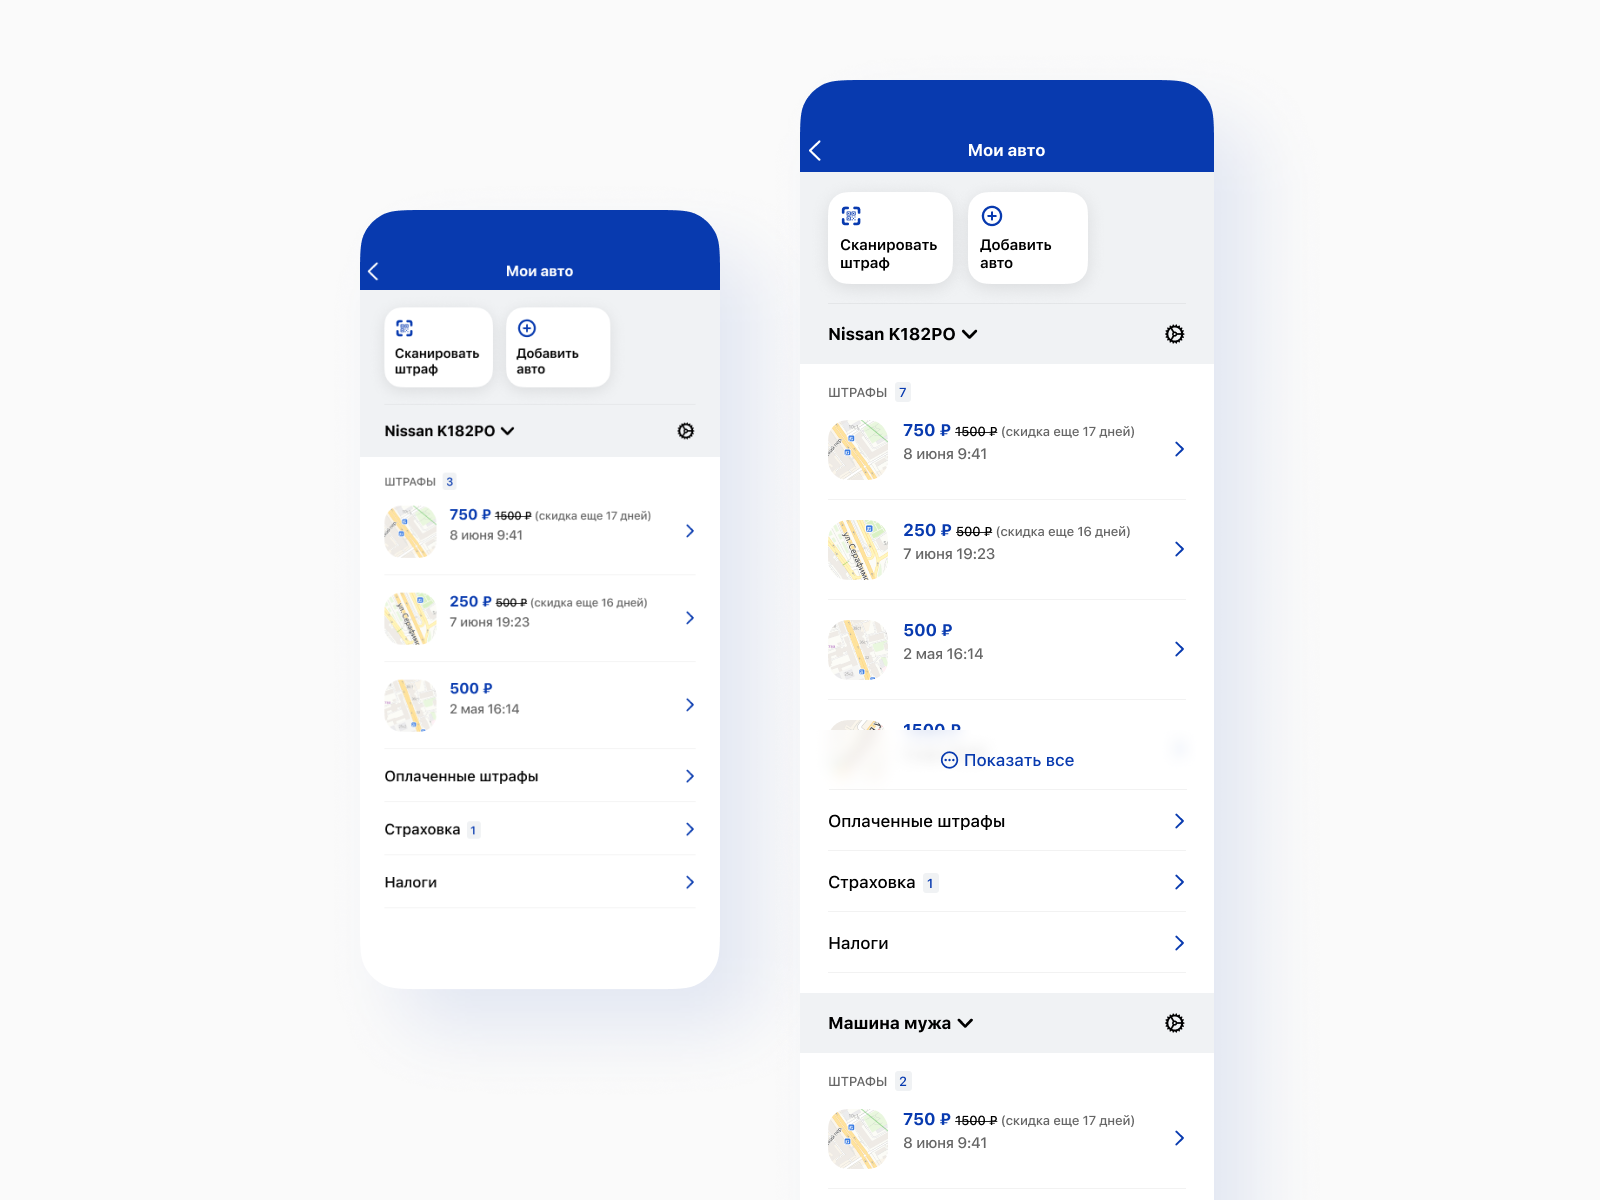 Мои авто
Сканировать
штраф
Добавить
авто
Nissan K182PO
ШТРАФЫ 3
750 ₽ 1500 ₽ (скидка еще 17 дней)
8 июня 9:41
250 ₽ 500 ₽ (скидка еще 16 дней)
7 июня 19:23
ул. Серафимо
500 ₽
2 мая 16:14
Оплаченные штрафы
Страховка 1
Налоги
Мои авто
Сканировать
штраф
Добавить
авто
Nissan K182PO
ШТРАФЫ 7
750 ₽ 1500 ₽ (скидка еще 17 дней)
8 июня 9:41
250 ₽ 500 ₽ (скидка еще 16 дней)
7 июня 19:23
ул. Серафимо
500 ₽
2 мая 16:14
1500 ₽
Показать все
Оплаченные штрафы
Страховка 1
Налоги
Машина мужа
ШТРАФЫ 2
750 ₽ 1500 ₽ (скидка еще 17 дней)
8 июня 9:41